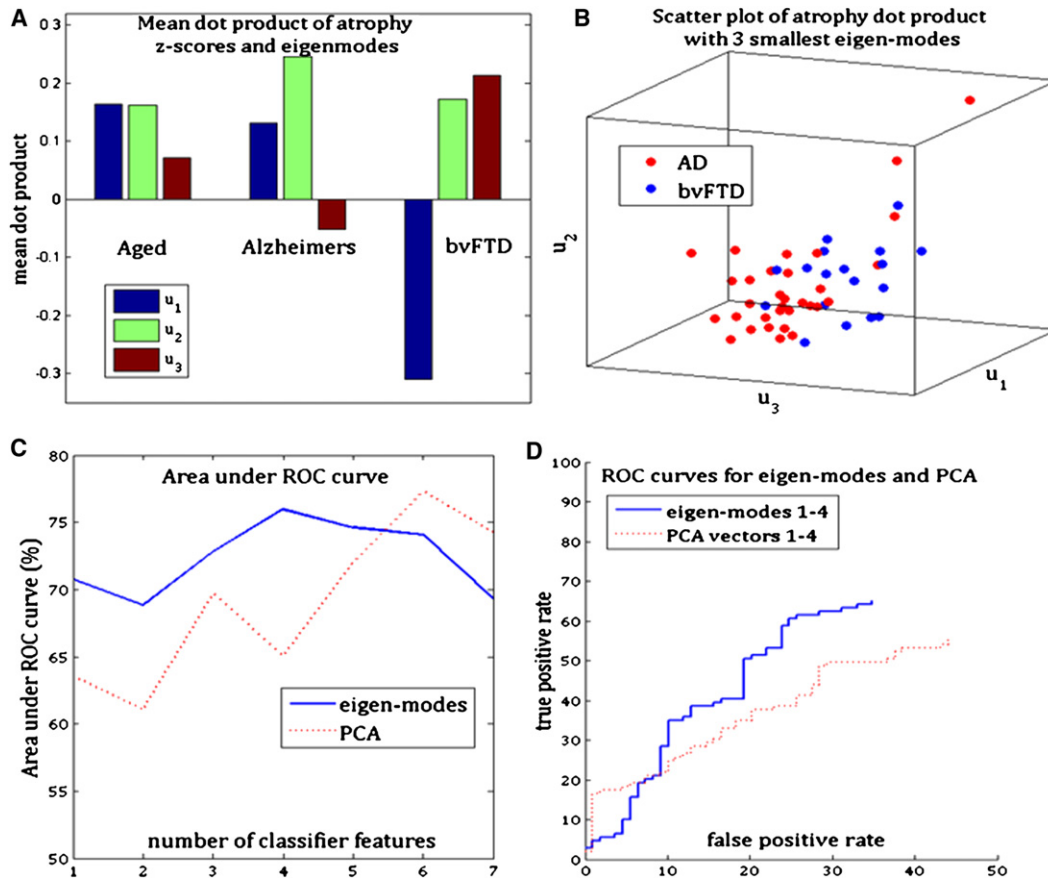 A
Mean dot product of atrophy
z-scores and eigenmodes
mean dot product
0 3
0.2
0 1
0
-0.1
-0.2
-0.3
Aged
Alzheimers
bvFTD
u1
u2
u3
B
Scatter plot of atrophy dot product
with 3 smallest eigen-modes
AD
bvFTD
u2
u3
u1
C
Area under ROC curve
Area under ROC curve (%)
80
75
70
65
60
55
50
eigen-modes
PCA
number of classifier features
1 2 3 4 5 6 7
D
ROC curves for eigen-modes and PCA
eigen-modes 1-4
PCA vectors 1-4
true positive rate
100
90
80
70
60
50
40
30
20
10
0
false positive rate
0 10 20 30 40 50